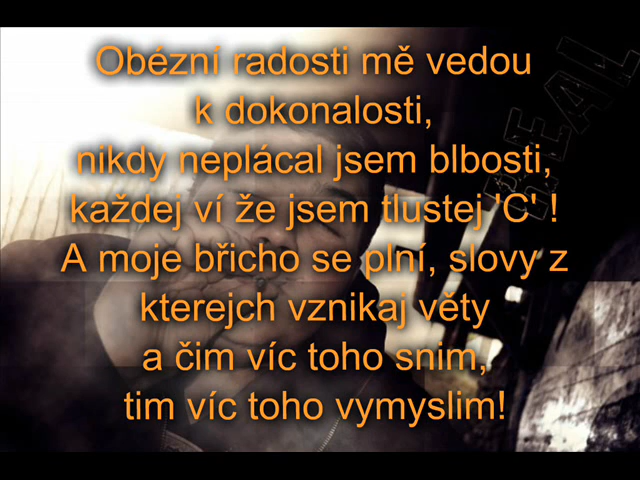 Obézní radosti mě vedou
k dokonalosti,
nikdy neplácal jsem blbosti,
každej ví že jsem tlustej 'C' !
A moje břicho se plní, slovy z
kterejch vznikaj věty
a čim víc toho snim,
tim víc toho vymyslim!
REAL